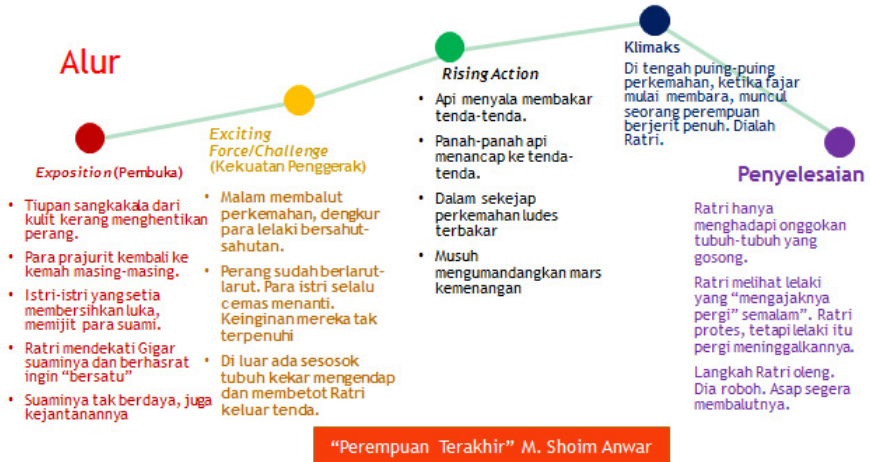 Alur
Exposition (Pembuka)
• Tiupan sangkakala dari
kulit kerang menghentikan
perang.
• Para prajurit kembali ke
kemah masing-masing.
• Istri-istri yang setia
membersihkan luka,
memijit para suami.
• Ratri mendekati Gigar
suaminya dan berhasrat
ingin “bersatu”
• Suaminya tak berdaya, juga
kejantanannya
Exciting
Force/Challenge
(Kekuatan Penggerak)
• Malam membalut
perkemahan, dengkur
para lelaki bersahut-
sahutan.
• Perang sudah berlarut-
larut. Para istri selalu
cemas menanti.
Keinginan mereka tak
terpenuhi
• Di luar ada sesosok
tubuh kekar mengendap
dan membetot Ratri
keluar tenda.
Rising Action
• Api menyala membakar
tenda-tenda.
• Panah-panah api
menancap ke tenda-
tenda.
• Dalam sekejap
perkemahan ludes
terbakar
• Musuh
mengumandangkan mars
kemenangan
Klimaks
Di tengah puing-puing
perkemahan, ketika fajar
mulai membara, muncul
seorang perempuan
berjerit penuh. Dialah
Ratri.
Penyelesaian
Ratri hanya
menghadapi onggokan
tubuh-tubuh yang
gosong.
Ratri melihat lelaki
yang “mengajaknya
pergi” semalam”. Ratri
protes, tetapi lelaki itu
pergi meninggalkannya.
Langkah Ratri oleng.
Dia roboh. Asap segera
membalutnya.
“Perempuan Terakhir” M. Shoim Anwar